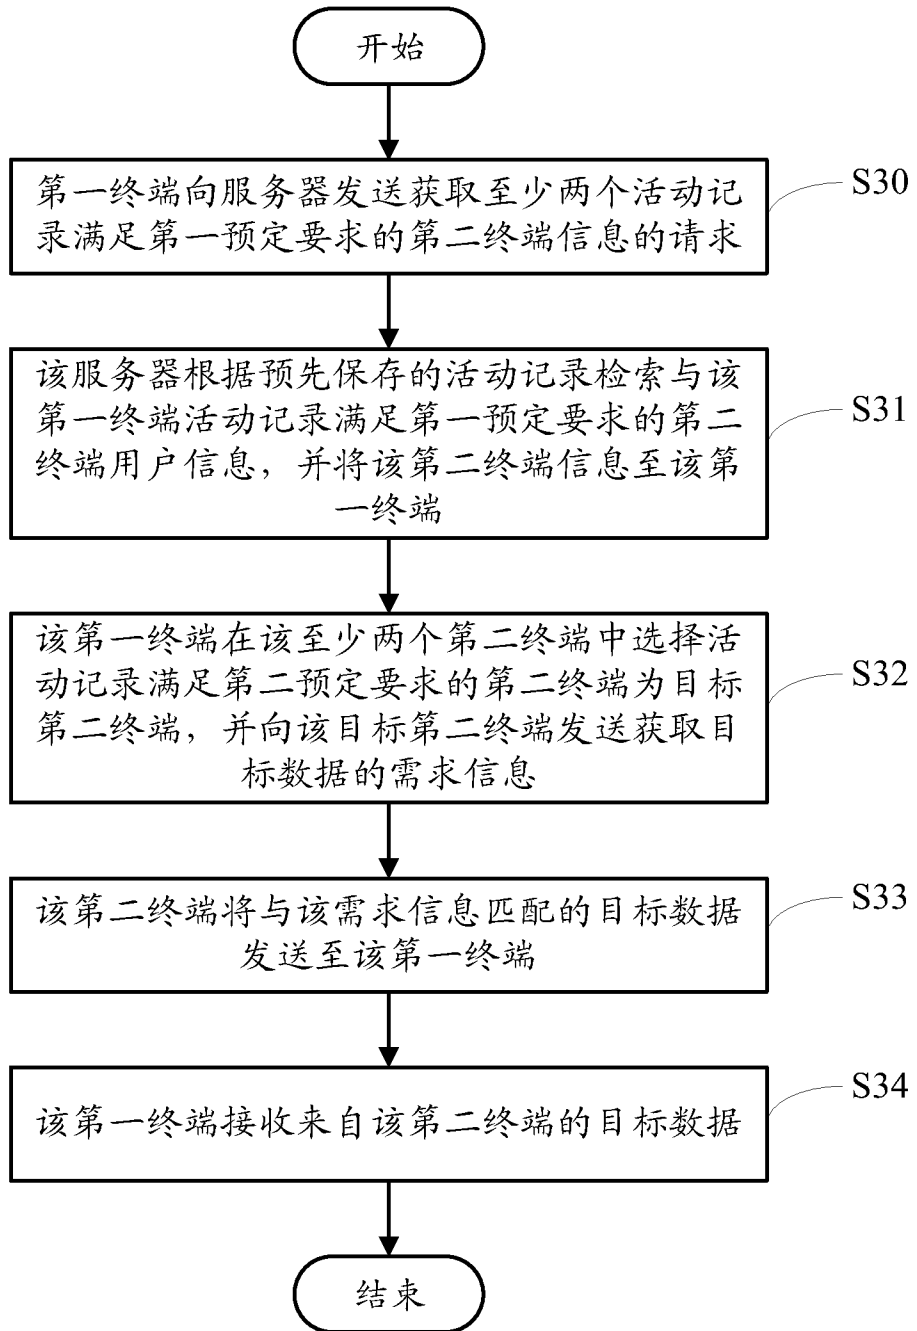 开始
第一终端向服务器发送获取至少两个活动记
录满足第一预定要求的第二终端信息的请求
S30
该服务器根据预先保存的活动记录检索与该
第一终端活动记录满足第一预定要求的第二
终端用户信息，并将该第二终端信息至该第
一终端
S31
该第一终端在该至少两个第二终端中选择活
动记录满足第二预定要求的第二终端为目标
第二终端，并向该目标第二终端发送获取目
标数据的需求信息
S32
该第二终端将与该需求信息匹配的目标数据
发送至该第一终端
S33
该第一终端接收来自该第二终端的目标数据
S34
结束